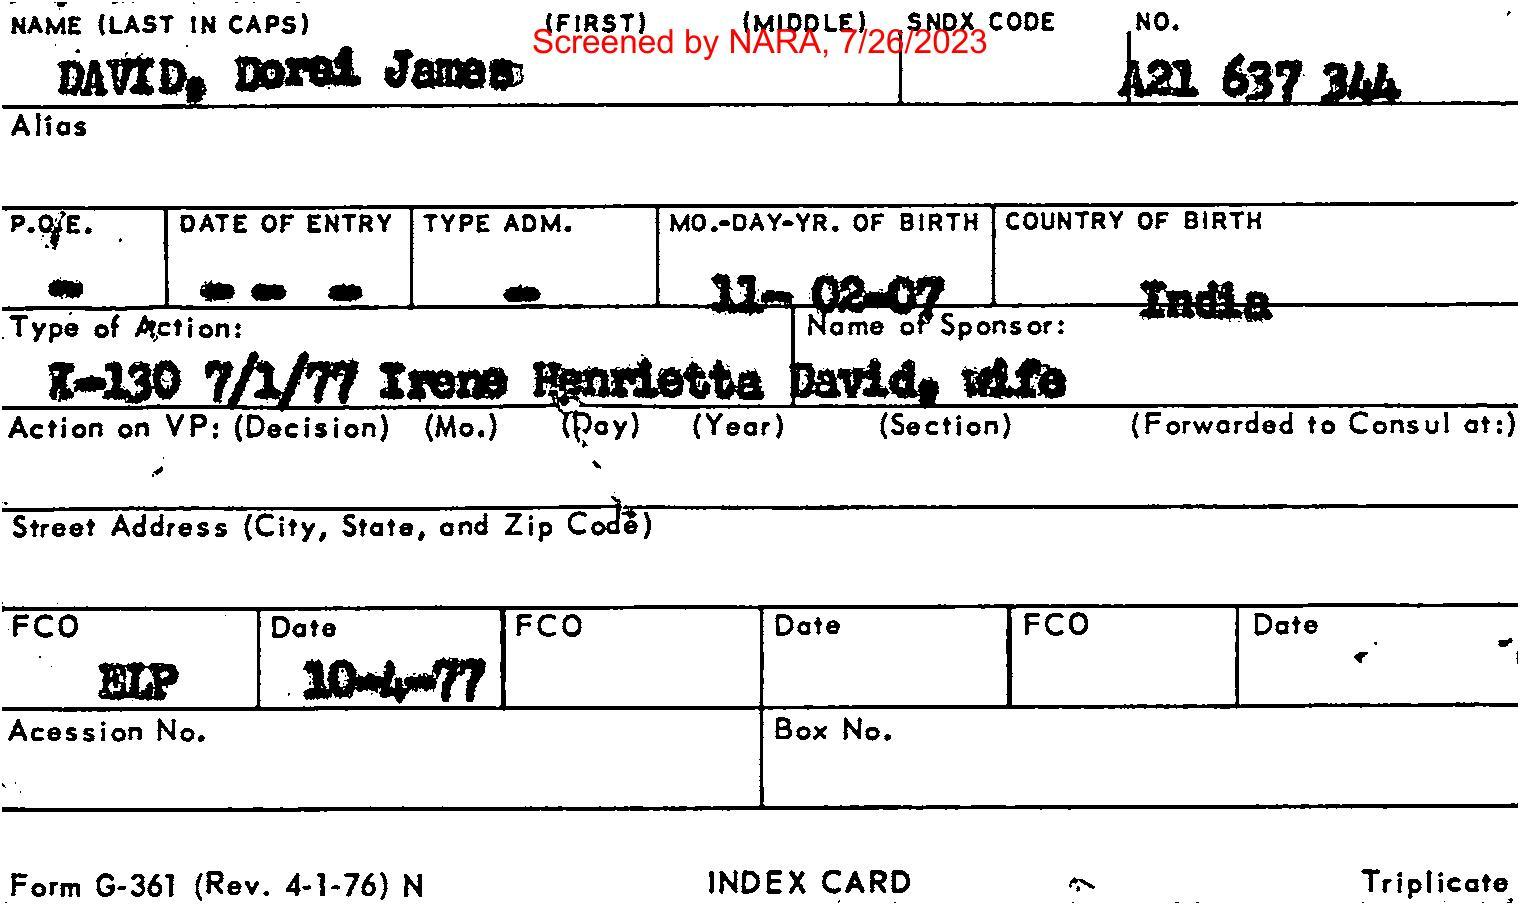 NAME (LAST IN CAPS) (FIRST) (MIDDLE) SNDX CODE NO.
Screened by NARA, 7/26/2023
DAVID, Dorai James A21 637 344
Alias
P.O.E. DATE OF ENTRY TYPE ADM. MO.-DAY-YR. OF BIRTH COUNTRY OF BIRTH
- - - - - 11- 02-07 India
Type of Action: Name of Sponsor:
I-130 7/1/77 Irene Henrietta David, wife
Action on VP: (Decision) (Mo.) (Day) (Year) (Section) (Forwarded to Consul at:)
Street Address (City, State, and Zip Code)
FCO Date FCO Date FCO Date
ELP 10-4-77
Acession No. Box No.
Form G-361 (Rev. 4-1-76) N INDEX CARD Triplicate